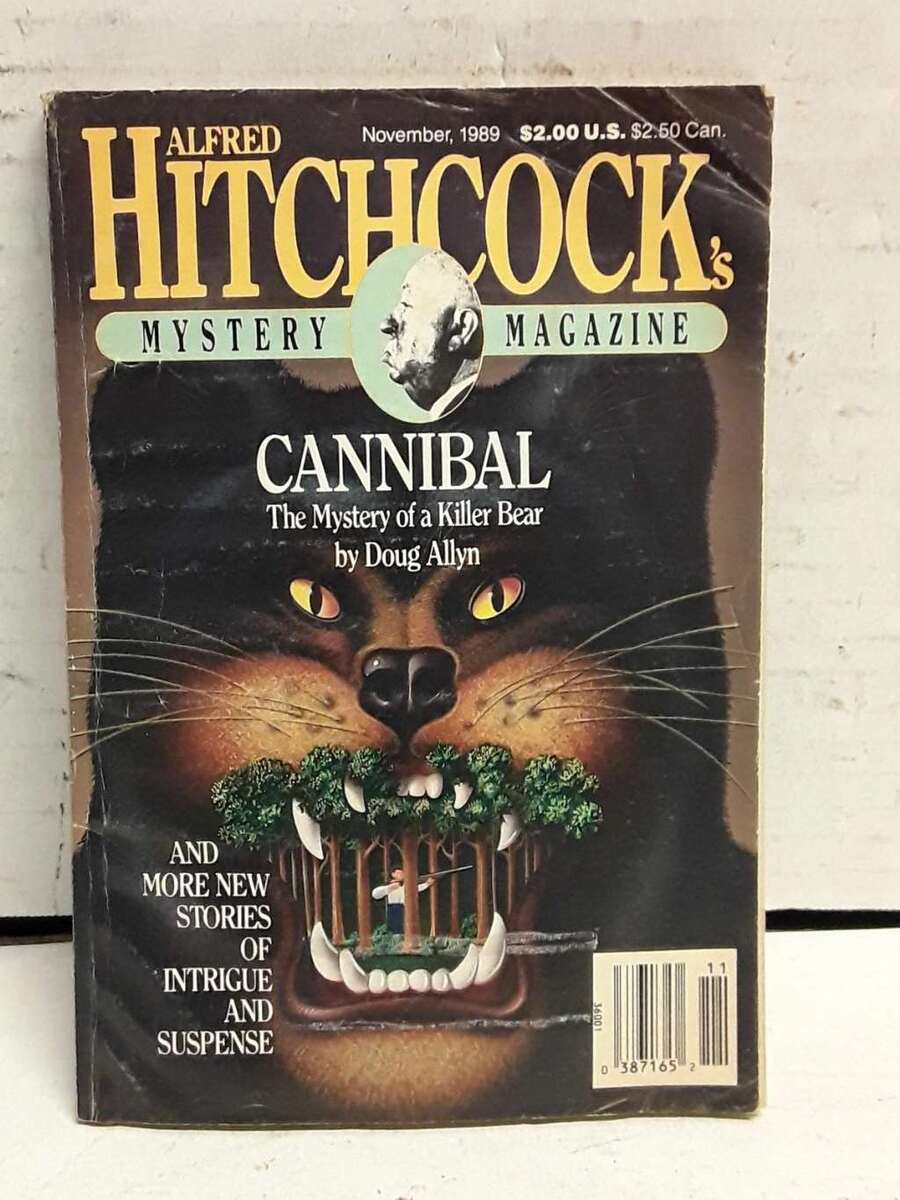 November, 1989 $2.00 U.S. $2.50 Can.
ALFRED
HITCHCOCK's
MYSTERY MAGAZINE
CANNIBAL
The Mystery of a Killer Bear
by Doug Allyn
AND
MORE NEW
STORIES
OF
INTRIGUE
AND
SUSPENSE
11
36001
0 387165 2